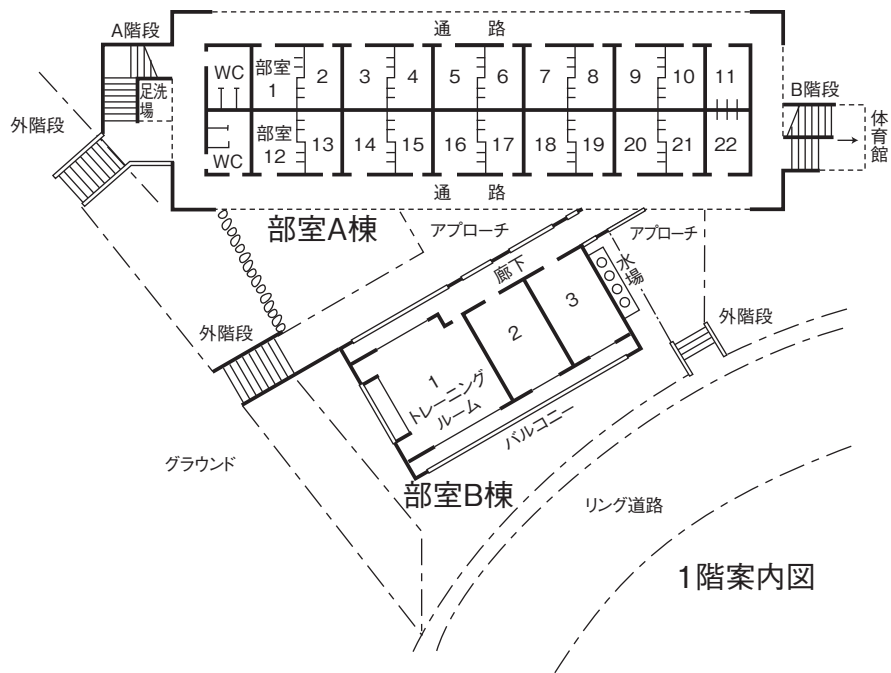 通路
A階段
WC
部室
1
2
3
4
5
6
7
8
9
10
11
足洗
場
B階段
体育館
外階段
WC
部室
12
13
14
15
16
17
18
19
20
21
22
通路
部室A棟
アプローチ
アプローチ
廊下
水場
外階段
外階段
3
2
1
トレーニング
ルーム
バルコニー
グラウンド
部室B棟
リング道路
1階案内図